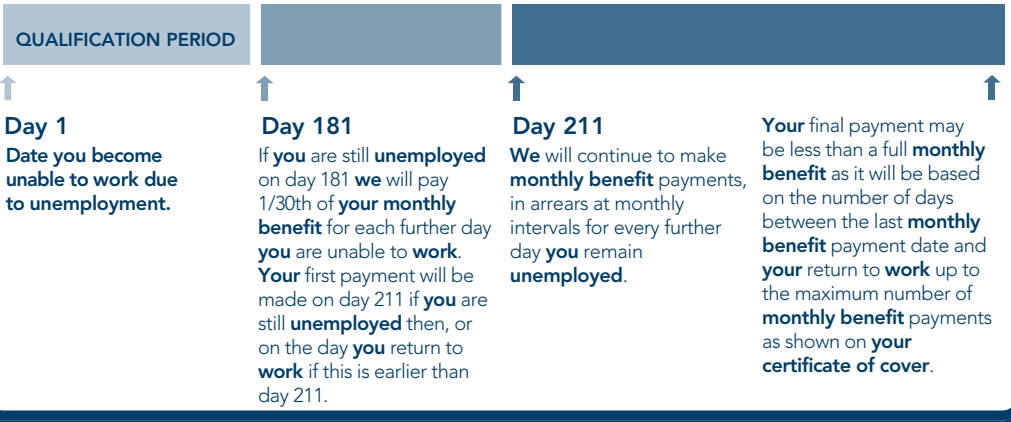 QUALIFICATION PERIOD
Day 1
Date you become
unable to work due
to unemployment.
Day 181
If you are still unemployed
on day 181 we will pay
1/30th of your monthly
benefit for each further day
you are unable to work.
Your first payment will be
made on day 211 if you are
still unemployed then, or
on the day you return to
work if this is earlier than
day 211.
Day 211
We will continue to make
monthly benefit payments,
in arrears at monthly
intervals for every further
day you remain
unemployed.
Your final payment may
be less than a full monthly
benefit as it will be based
on the number of days
between the last monthly
benefit payment date and
your return to work up to
the maximum number of
monthly benefit payments
as shown on your
certificate of cover.